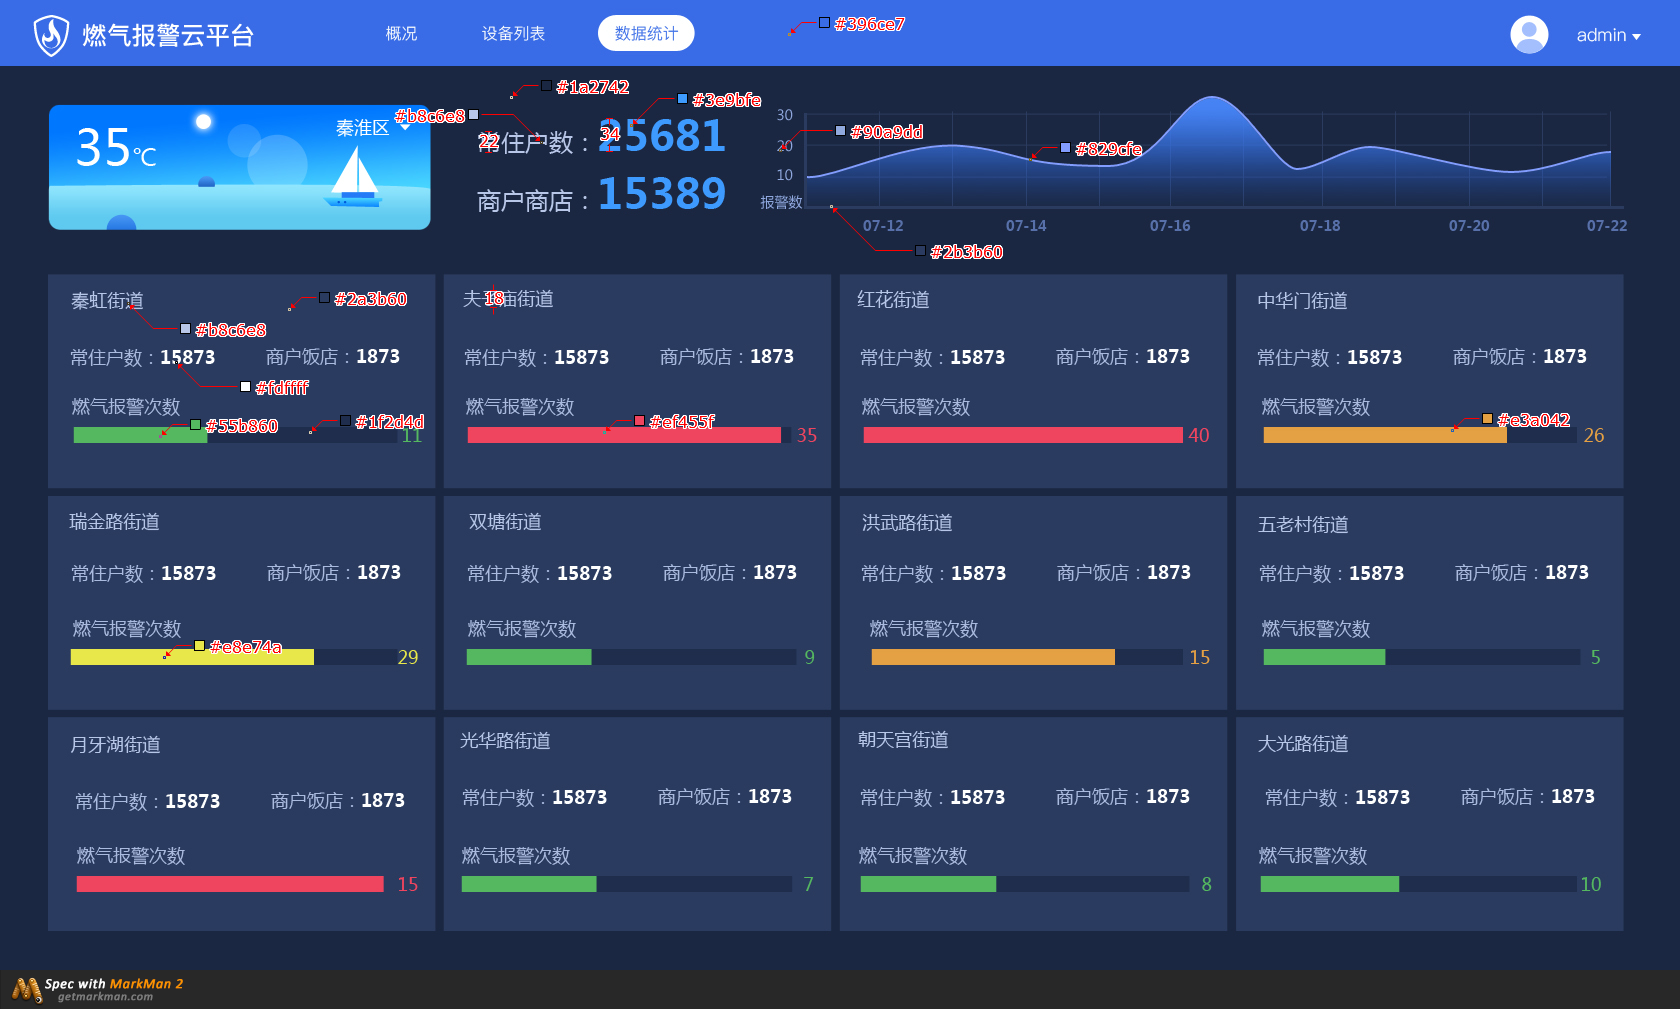 燃气报警云平台
概况 设备列表 数据统计
#396ce7
admin
#1a2742
#b8c6e8
#3e9bfe
35℃
秦淮区
常住户数：25681
22
34
商户商店：15389
30
20
10
报警数
#90a9dd
#829cfe
07-12 07-14 07-16 07-18 07-20 07-22
#2b3b60
秦虹街道
#2a3b60
#b8c6e8
常住户数：15873 商户饭店：1873
#fdffff
燃气报警次数
#55b860
#1f2d4d
11
夫子庙街道
18
常住户数：15873 商户饭店：1873
燃气报警次数
#ef455f
35
红花街道
常住户数：15873 商户饭店：1873
燃气报警次数
40
中华门街道
常住户数：15873 商户饭店：1873
燃气报警次数
#e3a042
26
瑞金路街道
常住户数：15873 商户饭店：1873
燃气报警次数
#e8e74a
29
双塘街道
常住户数：15873 商户饭店：1873
燃气报警次数
9
洪武路街道
常住户数：15873 商户饭店：1873
燃气报警次数
15
五老村街道
常住户数：15873 商户饭店：1873
燃气报警次数
5
月牙湖街道
常住户数：15873 商户饭店：1873
燃气报警次数
15
光华路街道
常住户数：15873 商户饭店：1873
燃气报警次数
7
朝天宫街道
常住户数：15873 商户饭店：1873
燃气报警次数
8
大光路街道
常住户数：15873 商户饭店：1873
燃气报警次数
10
Spec with MarkMan 2
getmarkman.com